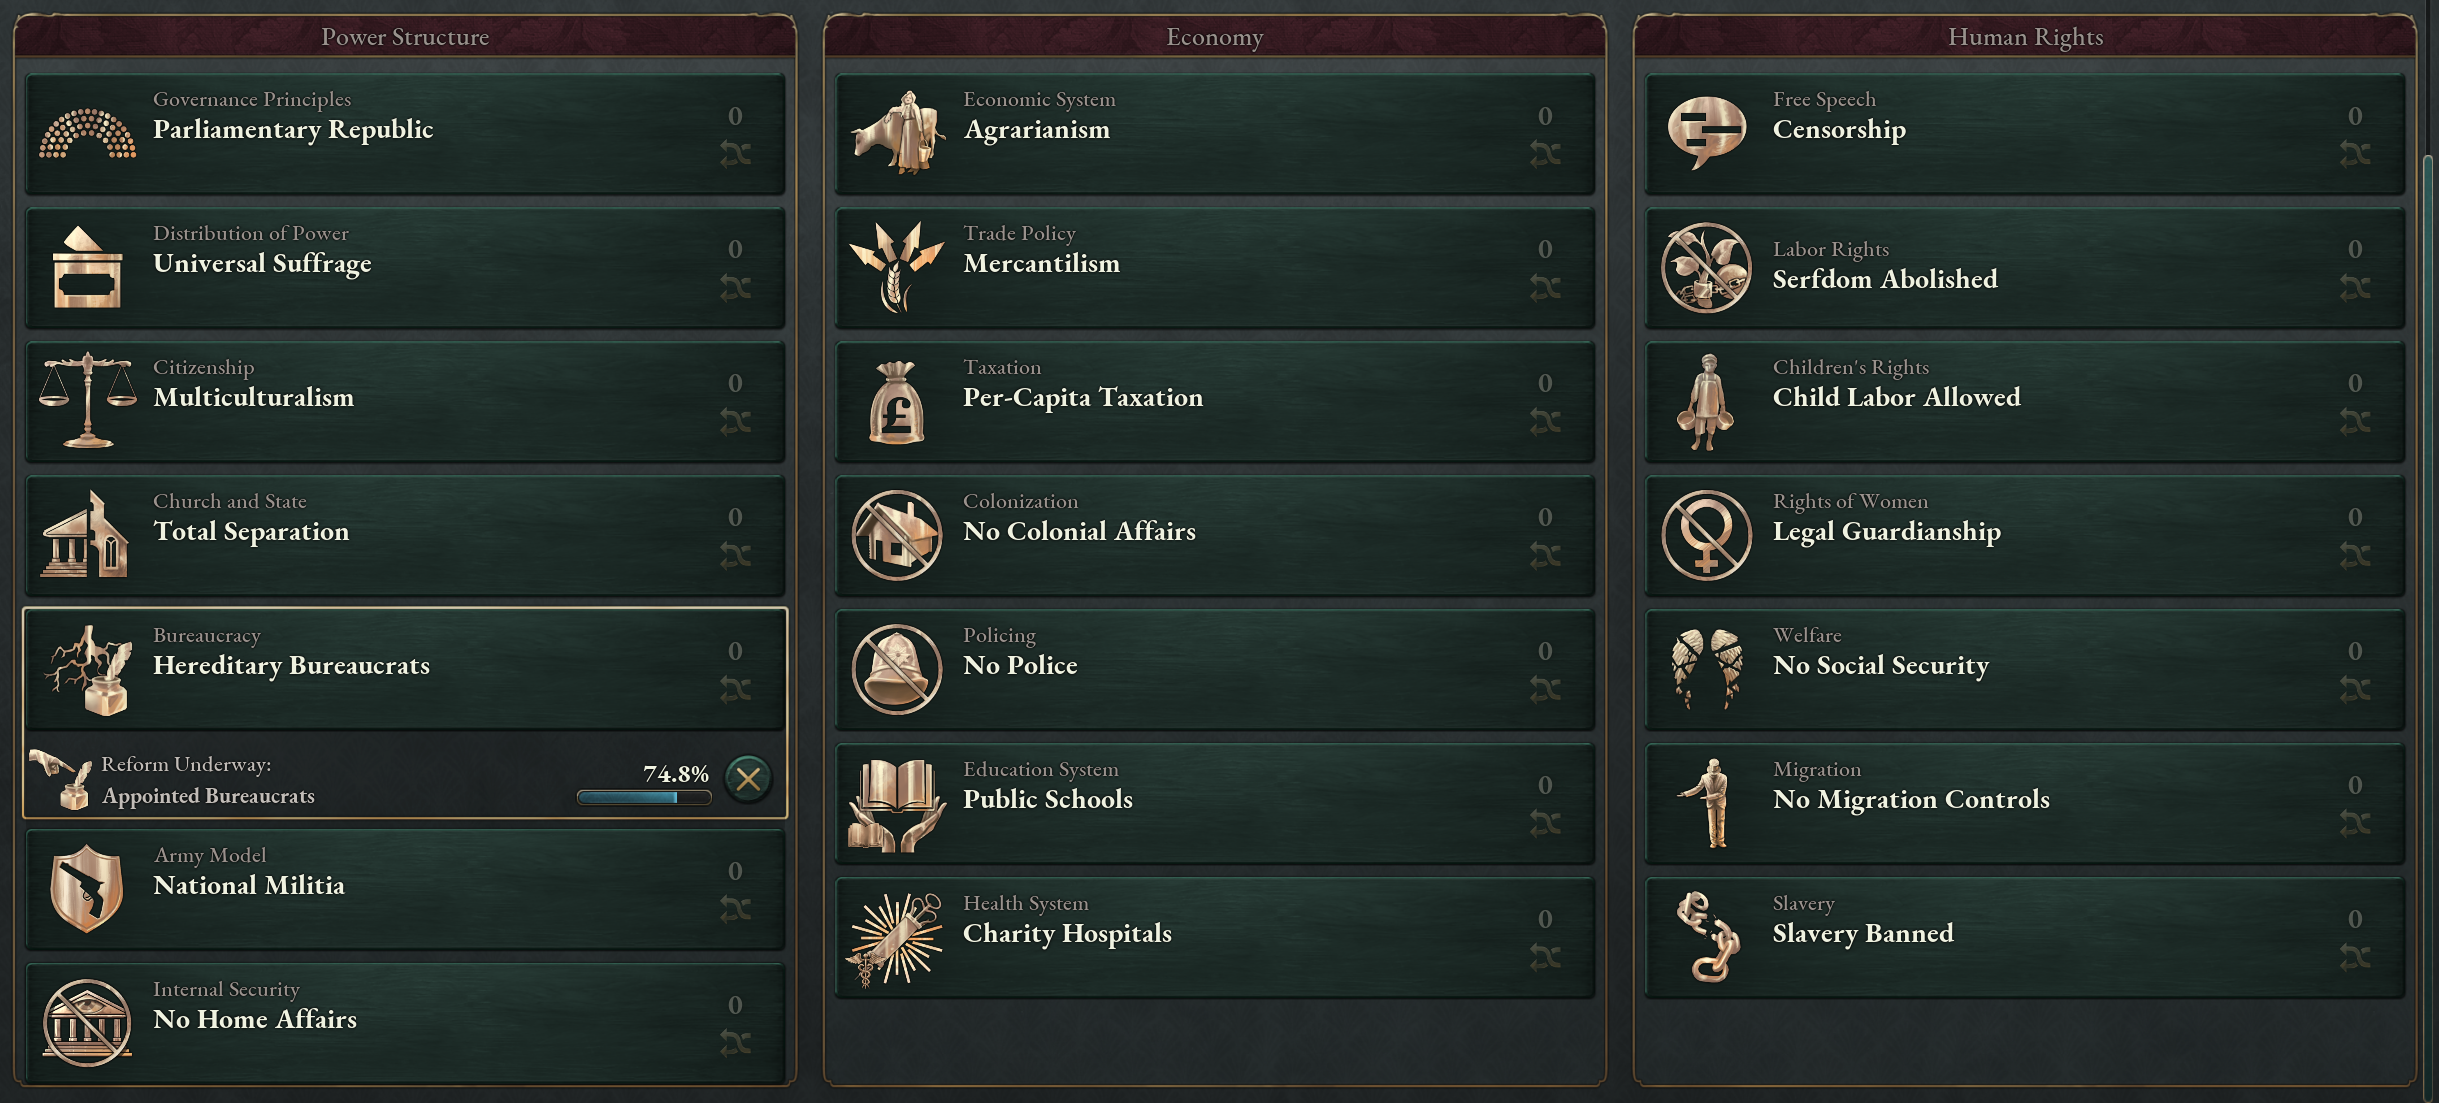 Power Structure
Governance Principles
Parliamentary Republic
0
Distribution of Power
Universal Suffrage
0
Citizenship
Multiculturalism
0
Church and State
Total Separation
0
Bureaucracy
Hereditary Bureaucrats
0
Reform Underway:
Appointed Bureaucrats
74.8%
Army Model
National Militia
0
Internal Security
No Home Affairs
0
Economy
Economic System
Agrarianism
0
Trade Policy
Mercantilism
0
Taxation
Per-Capita Taxation
0
£
Colonization
No Colonial Affairs
0
Policing
No Police
0
Education System
Public Schools
0
Health System
Charity Hospitals
0
Human Rights
Free Speech
Censorship
0
Labor Rights
Serfdom Abolished
0
Children's Rights
Child Labor Allowed
0
Rights of Women
Legal Guardianship
0
Welfare
No Social Security
0
Migration
No Migration Controls
0
Slavery
Slavery Banned
0